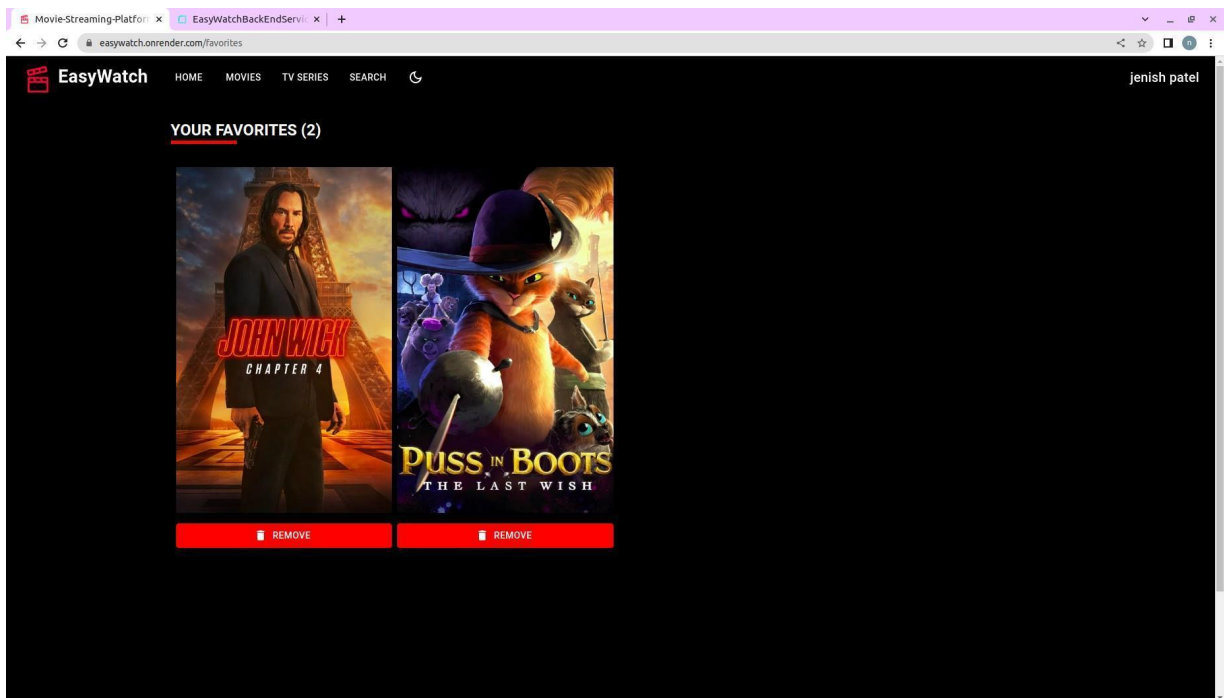 Movie-Streaming-Platfor
EasyWatchBackEndServic
easywatch.onrender.com/favorites
n
EasyWatch
HOME
MOVIES
TV SERIES
SEARCH
jenish patel
YOUR FAVORITES (2)
JOHN WICK
CHAPTER 4
PUSS IN BOOTS
THE LAST WISH
REMOVE
REMOVE